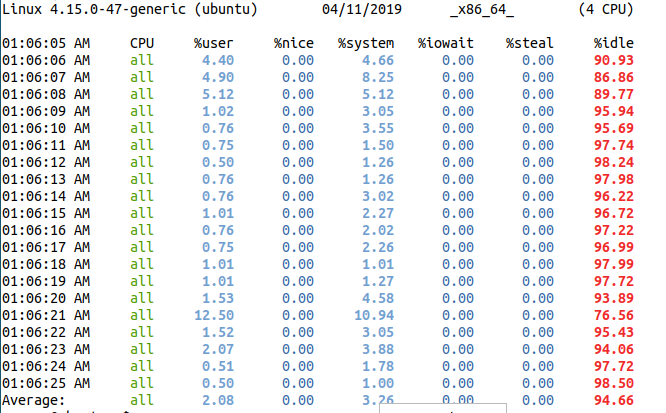 Linux 4.15.0-47-generic (ubuntu) 04/11/2019 _x86_64_ (4 CPU)
01:06:05 AM CPU %user %nice %system %iowait %steal %idle
01:06:06 AM all 4.40 0.00 4.66 0.00 0.00 90.93
01:06:07 AM all 4.90 0.00 8.25 0.00 0.00 86.86
01:06:08 AM all 5.12 0.00 5.12 0.00 0.00 89.77
01:06:09 AM all 1.02 0.00 3.05 0.00 0.00 95.94
01:06:10 AM all 0.76 0.00 3.55 0.00 0.00 95.69
01:06:11 AM all 0.75 0.00 1.50 0.00 0.00 97.74
01:06:12 AM all 0.50 0.00 1.26 0.00 0.00 98.24
01:06:13 AM all 0.76 0.00 1.26 0.00 0.00 97.98
01:06:14 AM all 0.76 0.00 3.02 0.00 0.00 96.22
01:06:15 AM all 1.01 0.00 2.27 0.00 0.00 96.72
01:06:16 AM all 0.76 0.00 2.02 0.00 0.00 97.22
01:06:17 AM all 0.75 0.00 2.26 0.00 0.00 96.99
01:06:18 AM all 1.01 0.00 1.01 0.00 0.00 97.99
01:06:19 AM all 1.01 0.00 1.27 0.00 0.00 97.72
01:06:20 AM all 1.53 0.00 4.58 0.00 0.00 93.89
01:06:21 AM all 12.50 0.00 10.94 0.00 0.00 76.56
01:06:22 AM all 1.52 0.00 3.05 0.00 0.00 95.43
01:06:23 AM all 2.07 0.00 3.88 0.00 0.00 94.06
01:06:24 AM all 0.51 0.00 1.78 0.00 0.00 97.72
01:06:25 AM all 0.50 0.00 1.00 0.00 0.00 98.50
Average: all 2.08 0.00 3.26 0.00 0.00 94.66